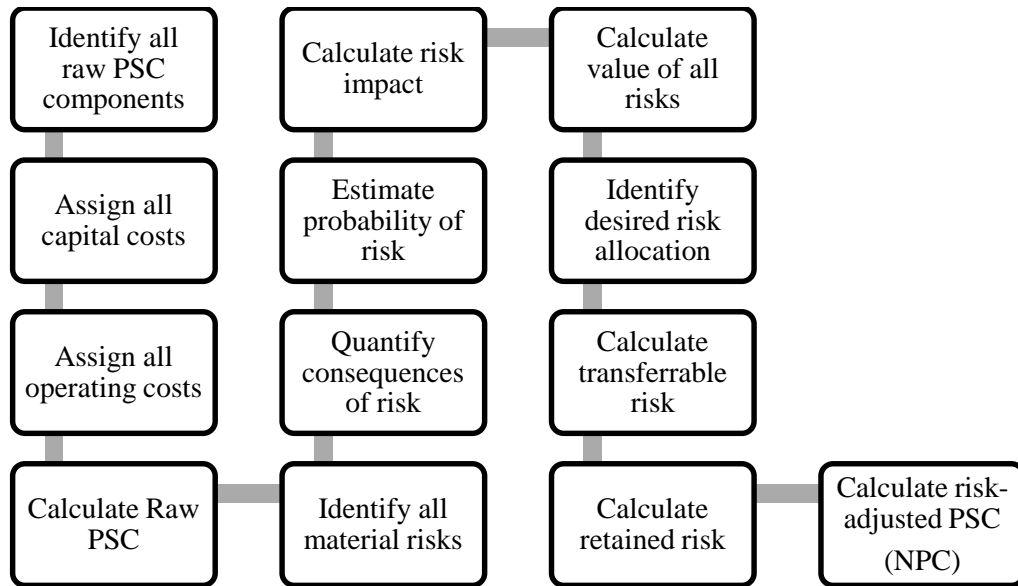 Identify all
raw PSC
components
Assign all
capital costs
Assign all
operating costs
Calculate Raw
PSC
Identify all
material risks
Quantify
consequences
of risk
Estimate
probability of
risk
Calculate risk
impact
Calculate
value of all
risks
Identify
desired risk
allocation
Calculate
transferrable
risk
Calculate
retained risk
Calculate risk-
adjusted PSC
(NPC)